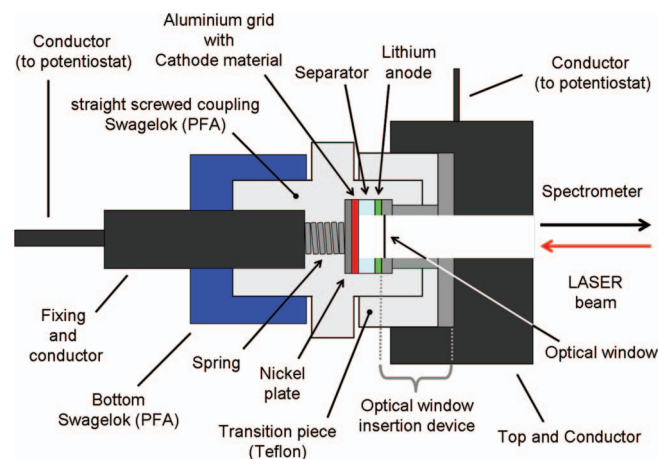 Aluminium grid
with
Cathode material
Conductor
(to potentiostat)
Separator
Lithium
anode
Conductor
(to potentiostat)
straight screwed coupling
Swagelok (PFA)
Spectrometer
LASER
beam
Fixing
and
conductor
Spring
Nickel
plate
Optical window
Bottom
Swagelok (PFA)
Transition piece
(Teflon)
Optical window
insertion device
Top and Conductor